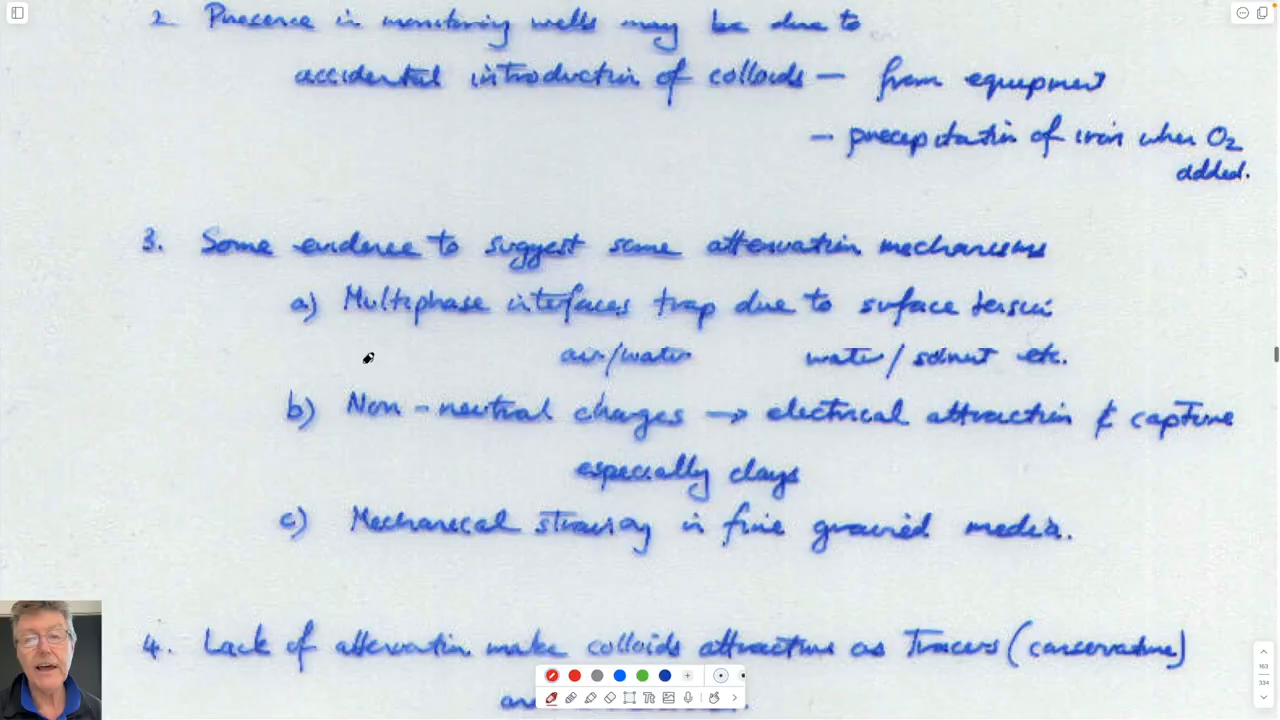 2. Presence in monitoring wells may be due to
accidental introduction of colloids — from equipment
— precipitation of iron when O2
added.
3. Some evidence to suggest some attenuation mechanisms
a) Multiphase interfaces trap due to surface tension
air/water water/solvent etc.
b) Non-neutral charges → electrical attraction & capture
especially clays
c) Mechanical straining in fine grained media.
4. Lack of attenuation make colloids attractive as Tracers (conservative)
163
334